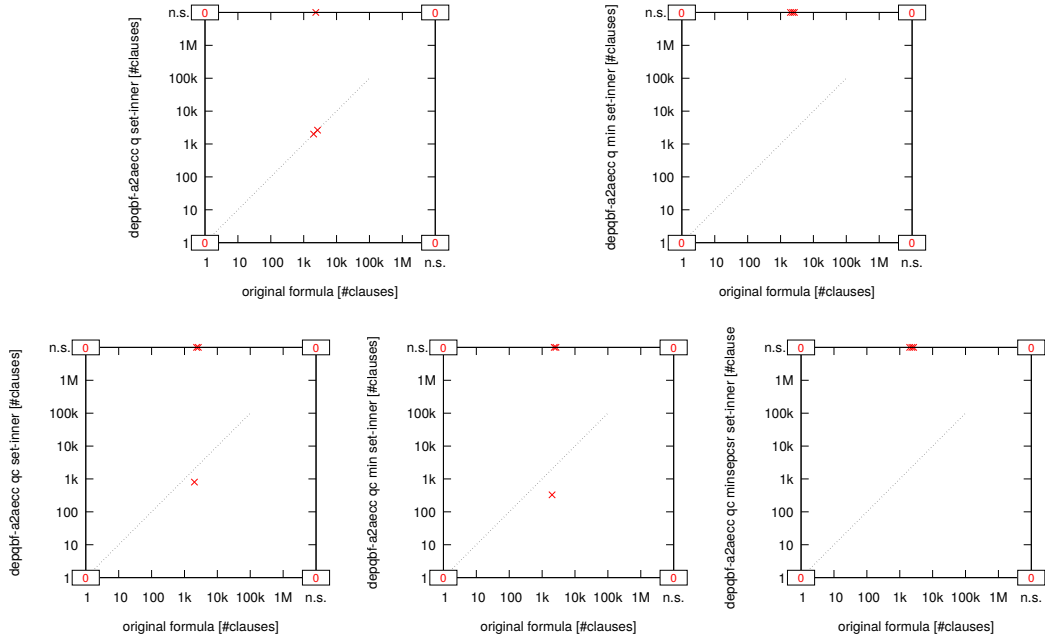 depqbf-a2aecc q set-inner [#clauses]
n.s.
1M
100k
10k
1k
100
10
1
0 0
0 0
1 10 100 1k 10k 100k 1M n.s.
original formula [#clauses]
depqbf-a2aecc q min set-inner [#clauses]
n.s.
1M
100k
10k
1k
100
10
1
0 0
0 0
1 10 100 1k 10k 100k 1M n.s.
original formula [#clauses]
depqbf-a2aecc qc set-inner [#clauses]
n.s.
1M
100k
10k
1k
100
10
1
0 0
0 0
1 10 100 1k 10k 100k 1M n.s.
original formula [#clauses]
depqbf-a2aecc qc min set-inner [#clauses]
n.s.
1M
100k
10k
1k
100
10
1
0 0
0 0
1 10 100 1k 10k 100k 1M n.s.
original formula [#clauses]
depqbf-a2aecc qc minsepcsr set-inner [#clause
n.s.
1M
100k
10k
1k
100
10
1
0 0
0 0
1 10 100 1k 10k 100k 1M n.s.
original formula [#clauses]